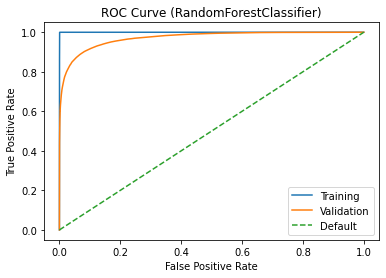 ROC Curve (RandomForestClassifier)
True Positive Rate
1.0
0.8
0.6
0.4
0.2
0.0
Training
Validation
Default
0.0 0.2 0.4 0.6 0.8 1.0
False Positive Rate